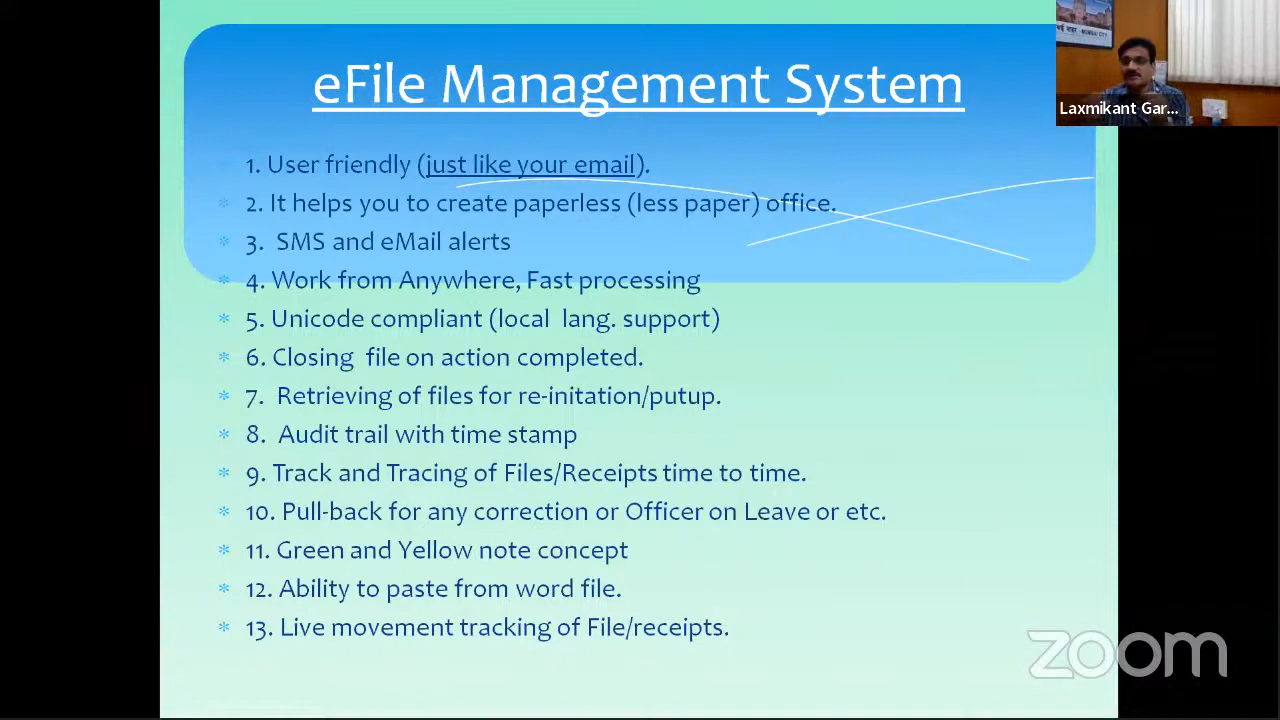 eFile Management System
1. User friendly (just like your email).
2. It helps you to create paperless (less paper) office.
3. SMS and eMail alerts
4. Work from Anywhere, Fast processing
5. Unicode compliant (local lang. support)
6. Closing file on action completed.
7. Retrieving of files for re-initation/putup.
8. Audit trail with time stamp
9. Track and Tracing of Files/Receipts time to time.
10. Pull-back for any correction or Officer on Leave or etc.
11. Green and Yellow note concept
12. Ability to paste from word file.
13. Live movement tracking of File/receipts.
MUMBAI CITY
Laxmikant Gar...
zoom